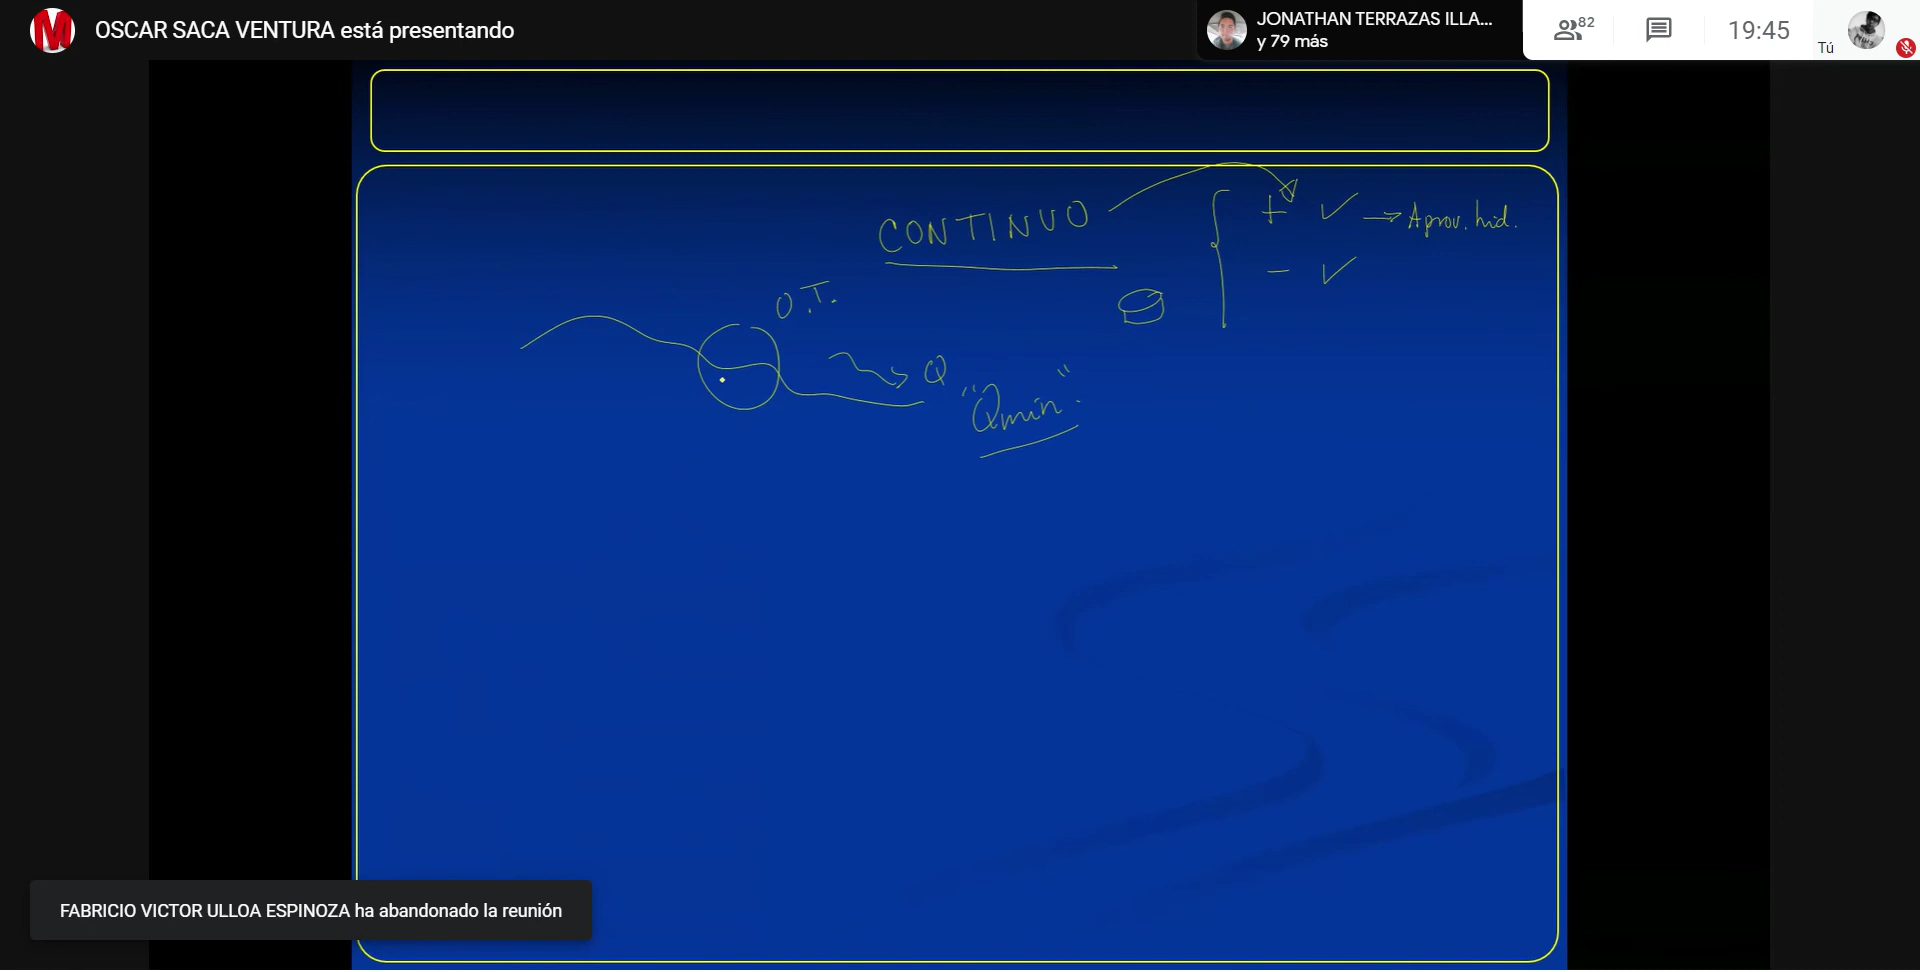 OSCAR SACA VENTURA está presentando
JONATHAN TERRAZAS ILLA...
y 79 más
82
19:45
Tú
CONTINUO
+ ✓ → Aprov. hid.
- ✓
O.T.
Q
"Qmin".
FABRICIO VICTOR ULLOA ESPINOZA ha abandonado la reunión